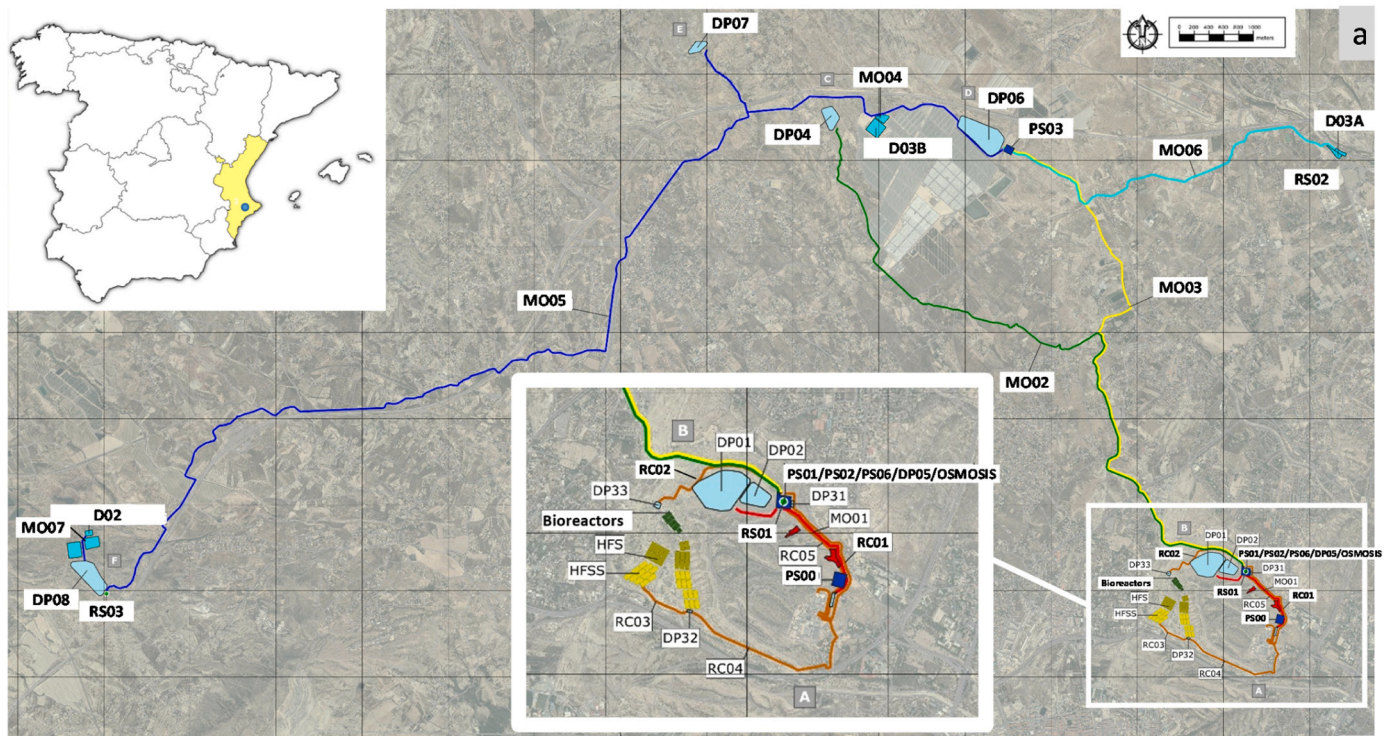 a
E
DP07
0 200 400 600 800 1000
meters
C
MO04
D
DP06
DP04
D03B
PS03
D03A
MO06
RS02
MO05
MO03
MO02
B
DP01
DP02
RC02
PS01/PS02/PS06/DP05/OSMOSIS
DP33
DP31
Bioreactors
RS01
MO01
HFS
RC05
RC01
HFSS
PS00
RC03
DP32
RC04
A
D02
MO07
F
DP08
RS03
B
DP01
DP02
RC02
PS01/PS02/PS06/DP05/OSMOSIS
DP33
DP31
Bioreactors
MO01
HFS
RS01
RC05
RC01
HFSS
PS00
RC03
DP32
RC04
A